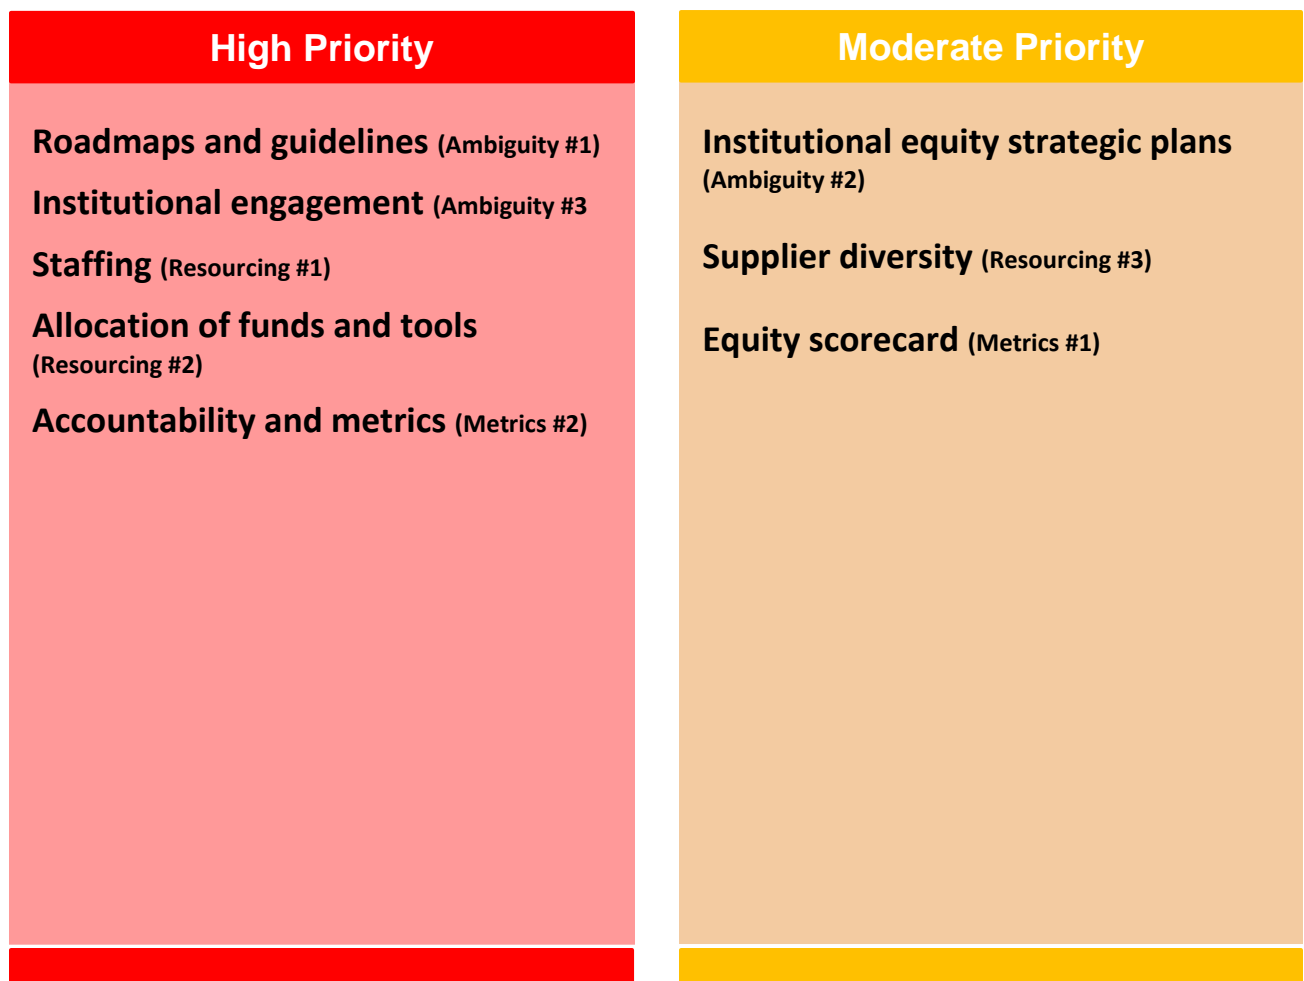 High Priority
Roadmaps and guidelines (Ambiguity #1)
Institutional engagement (Ambiguity #3
Staffing (Resourcing #1)
Allocation of funds and tools
(Resourcing #2)
Accountability and metrics (Metrics #2)
Moderate Priority
Institutional equity strategic plans
(Ambiguity #2)
Supplier diversity (Resourcing #3)
Equity scorecard (Metrics #1)